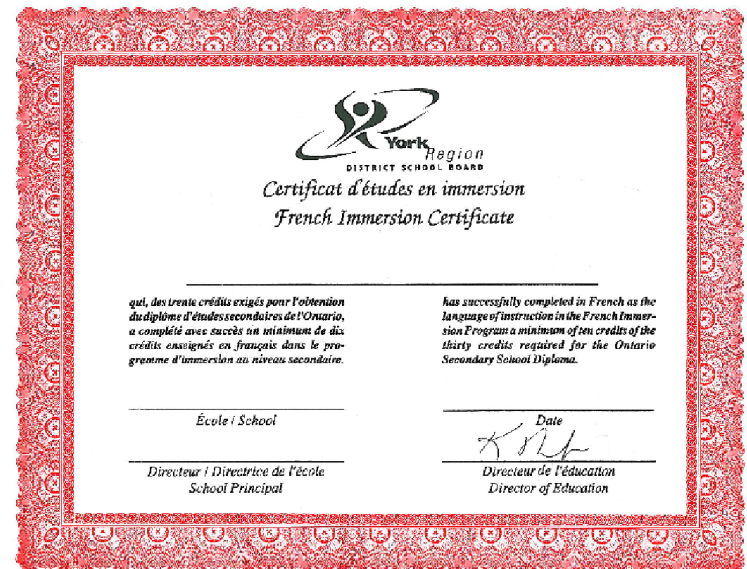 York
Region
DISTRICT SCHOOL BOARD
Certificat d'études en immersion
French Immersion Certificate
qui, des trente crédits exigés pour l'obtention
du diplôme d'études secondaires de l'Ontario,
a complété avec succès un minimum de dix
crédits enseignés en français dans le pro-
gramme d'immersion au niveau secondaire.
has successfully completed in French as the
language of instruction in the French Immer-
sion Program a minimum of ten credits of the
thirty credits required for the Ontario
Secondary School Diploma.
École / School
Date
Directeur / Directrice de l'école
School Principal
Directeur de l'éducation
Director of Education